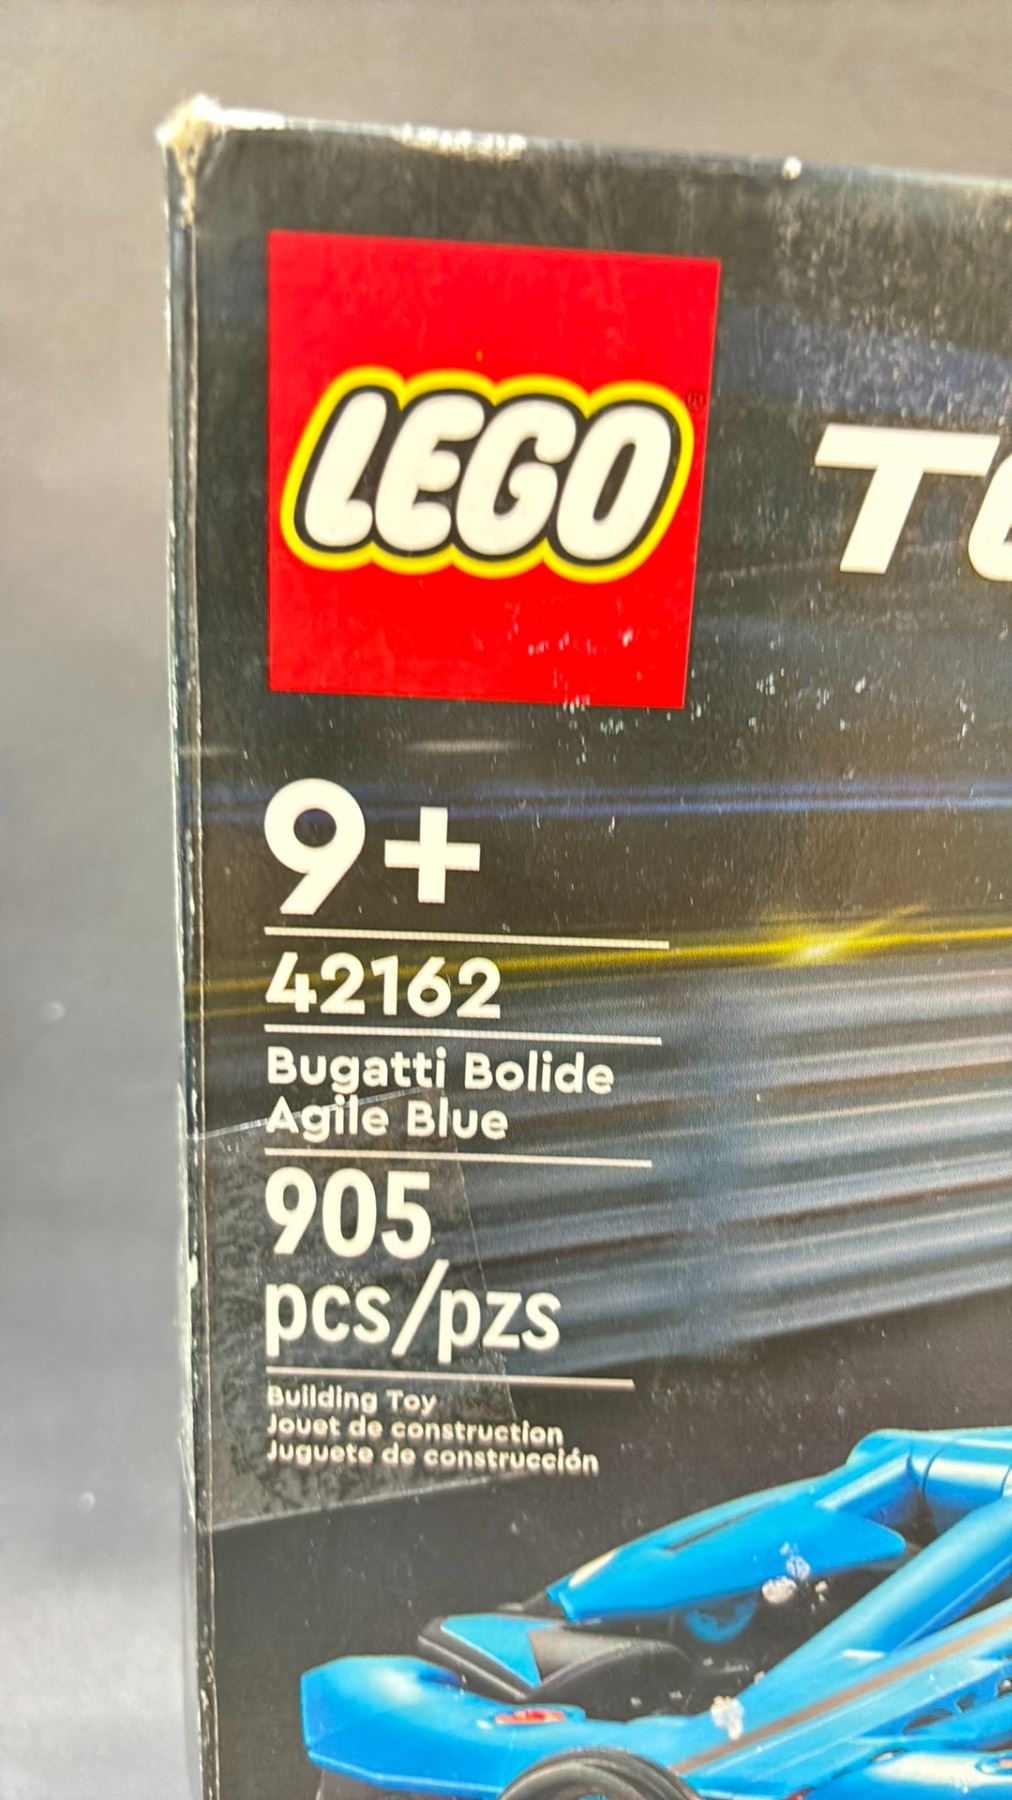 LEGO
9+
42162
Bugatti Bolide
Agile Blue
905
pcs/pzs
Building Toy
Jouet de construction
Juguete de construcción